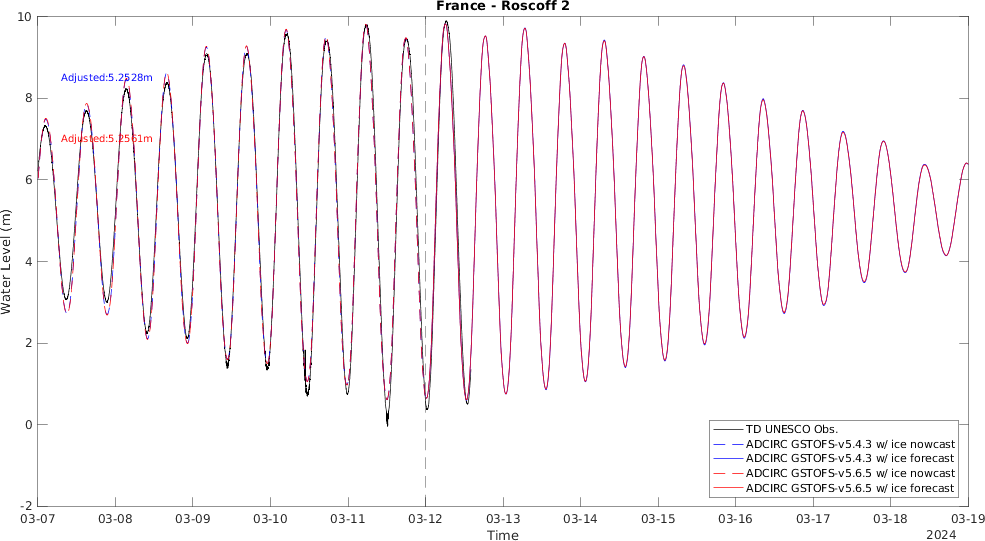 France - Roscoff 2
10
8
6
4
2
0
-2
Water Level (m)
Adjusted:5.2528m
Adjusted:5.2561m
TD UNESCO Obs.
ADCIRC GSTOFS-v5.4.3 w/ ice nowcast
ADCIRC GSTOFS-v5.4.3 w/ ice forecast
ADCIRC GSTOFS-v5.6.5 w/ ice nowcast
ADCIRC GSTOFS-v5.6.5 w/ ice forecast
03-07 03-08 03-09 03-10 03-11 03-12 03-13 03-14 03-15 03-16 03-17 03-18 03-19
Time
2024